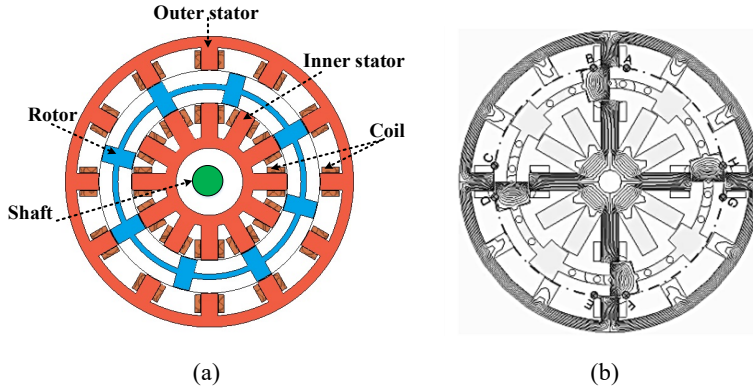 Outer stator
Inner stator
Rotor
Coil
Shaft
B A
C H
D G
E F
(a) (b)